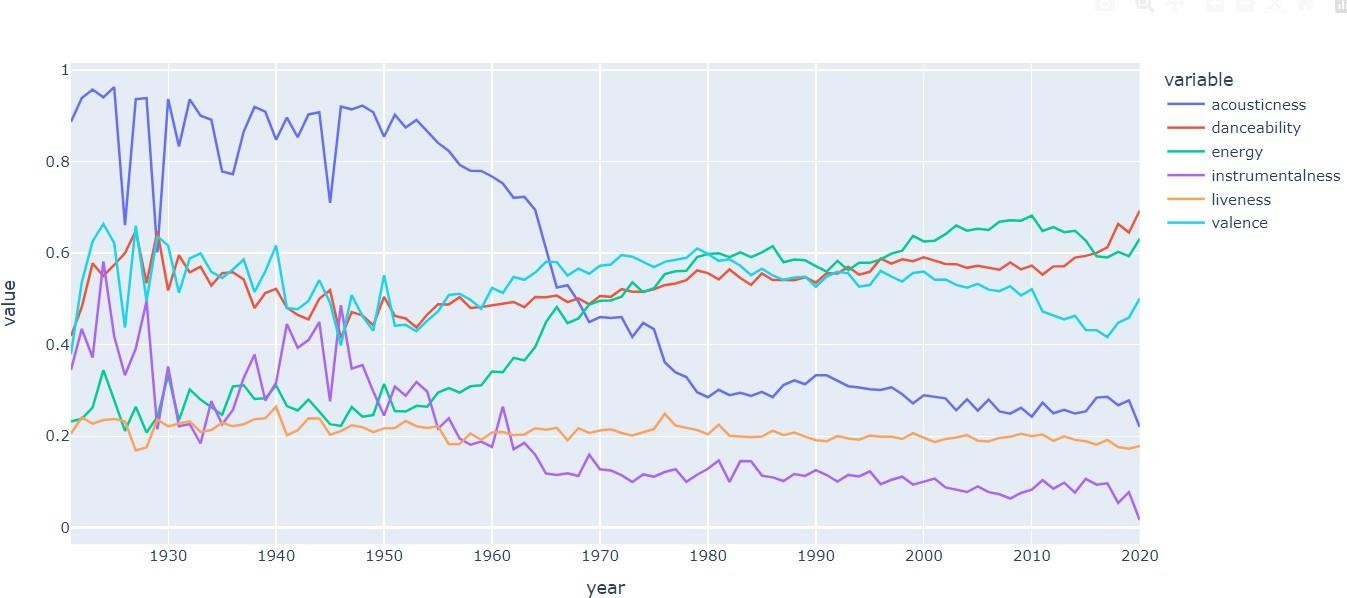 variable
acousticness
danceability
energy
instrumentalness
liveness
valence
value
1
0.8
0.6
0.4
0.2
0
1930 1940 1950 1960 1970 1980 1990 2000 2010 2020
year